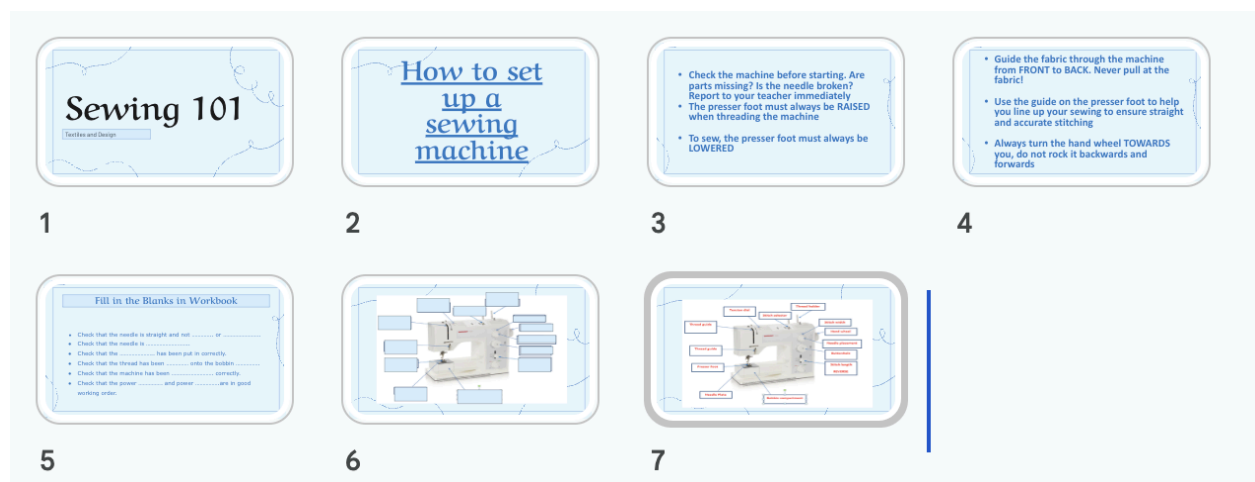 Sewing 101
Textiles and Design
1
How to set
up a
sewing
machine
2
• Check the machine before starting. Are
parts missing? Is the needle broken?
Report to your teacher immediately
• The presser foot must always be RAISED
when threading the machine
• To sew, the presser foot must always be
LOWERED
3
• Guide the fabric through the machine
from FRONT to BACK. Never pull at the
fabric!
• Use the guide on the presser foot to help
you line up your sewing to ensure straight
and accurate stitching
• Always turn the hand wheel TOWARDS
you, do not rock it backwards and
forwards
4
Fill in the Blanks in Workbook
• Check that the needle is straight and not ............ or ....................
• Check that the needle is .......................
• Check that the ................... has been put in correctly.
• Check that the thread has been ............ onto the bobbin ..............
• Check that the machine has been ....................... correctly.
• Check that the power ............. and power .............are in good
working order.
5
6
Thread guide
Stitch width
Hand wheel
Thread guide
Presser foot
Stitch length
Needle Plate
Bobbin compartment
7